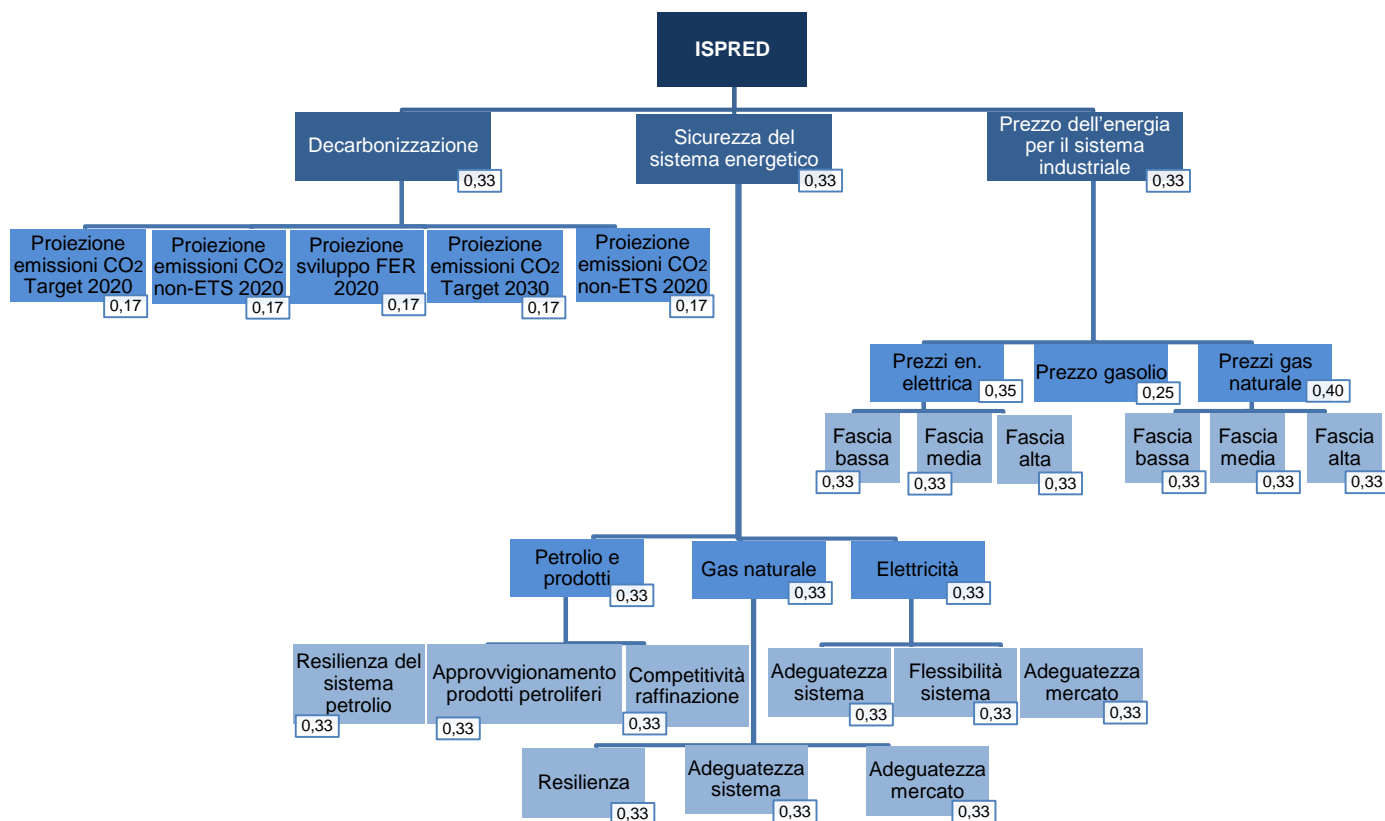 ISPRED
Decarbonizzazione
0,33
Sicurezza del
sistema energetico
0,33
Prezzo dell'energia
per il sistema
industriale
0,33
Proiezione
emissioni CO2
Target 2020
0,17
Proiezione
emissioni CO2
non-ETS 2020
0,17
Proiezione
sviluppo FER
2020
0,17
Proiezione
emissioni CO2
Target 2030
0,17
Proiezione
emissioni CO2
non-ETS 2020
0,17
Prezzi en.
elettrica
0,35
Prezzo gasolio
0,25
Prezzi gas
naturale
0,40
Fascia
bassa
0,33
Fascia
media
0,33
Fascia
alta
0,33
Fascia
bassa
0,33
Fascia
media
0,33
Fascia
alta
0,33
Petrolio e
prodotti
0,33
Gas naturale
0,33
Elettricità
0,33
Resilienza del
sistema
petrolio
0,33
Approvvigionamento
prodotti petroliferi
0,33
Competitività
raffinazione
0,33
Adeguatezza
sistema
0,33
Flessibilità
sistema
0,33
Adeguatezza
mercato
0,33
Resilienza
0,33
Adeguatezza
sistema
0,33
Adeguatezza
mercato
0,33